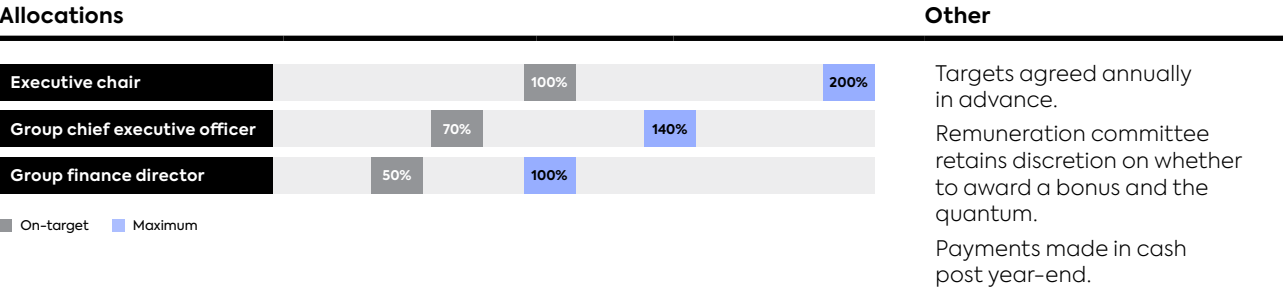 Allocations
Executive chair 100% 200%
Group chief executive officer 70% 140%
Group finance director 50% 100%
On-target Maximum
Other
Targets agreed annually
in advance.
Remuneration committee
retains discretion on whether
to award a bonus and the
quantum.
Payments made in cash
post year-end.